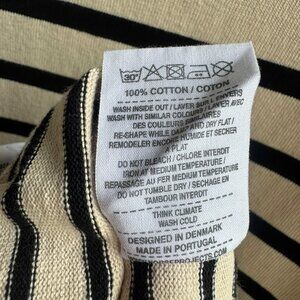 30°
100% COTTON / COTON
WASH INSIDE OUT / LAVER SUR L'ENVERS
WASH WITH SIMILAR COLOURS / LAVER AVEC
DES COULEURS SIMILAIRES
RE-SHAPE WHILE DAMP AND DRY FLAT /
REMODELER ENCORE HUMIDE ET SECHER
A PLAT
DO NOT BLEACH / CHLORE INTERDIT
IRON AT MEDIUM TEMPERATURE /
REPASSAGE AU FER MEDIUM TEMPERATURE
DO NOT TUMBLE DRY / SECHAGE EN
TAMBOUR INTERDIT
THINK CLIMATE
WASH COLD
DESIGNED IN DENMARK
MADE IN PORTUGAL
SEPROJECTS.COM